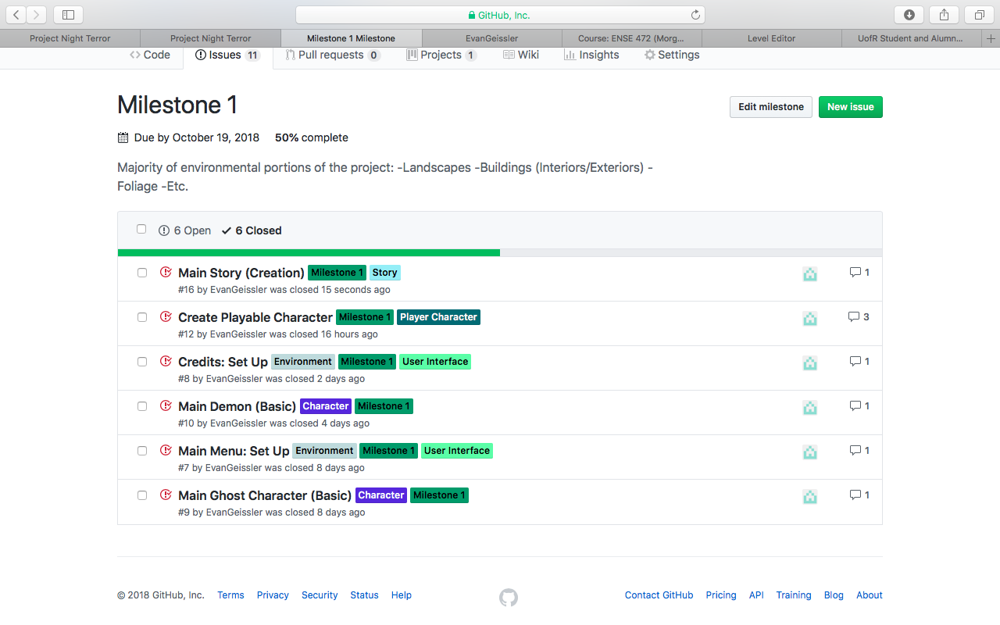 GitHub, Inc.
Project Night Terror
Project Night Terror
Milestone 1 Milestone
EvanGeissler
Course: ENSE 472 (Morg...
Level Editor
UofR Student and Alumn...
Code
Issues 11
Pull requests 0
Projects 1
Wiki
Insights
Settings
Milestone 1
Edit milestone
New issue
Due by October 19, 2018 50% complete
Majority of environmental portions of the project: -Landscapes -Buildings (Interiors/Exteriors) -
Foliage -Etc.
6 Open 6 Closed
Main Story (Creation) Milestone 1 Story 1
#16 by EvanGeissler was closed 15 seconds ago
Create Playable Character Milestone 1 Player Character 3
#12 by EvanGeissler was closed 16 hours ago
Credits: Set Up Environment Milestone 1 User Interface 1
#8 by EvanGeissler was closed 2 days ago
Main Demon (Basic) Character Milestone 1 1
#10 by EvanGeissler was closed 4 days ago
Main Menu: Set Up Environment Milestone 1 User Interface 1
#7 by EvanGeissler was closed 8 days ago
Main Ghost Character (Basic) Character Milestone 1 1
#9 by EvanGeissler was closed 8 days ago
© 2018 GitHub, Inc. Terms Privacy Security Status Help
Contact GitHub Pricing API Training Blog About